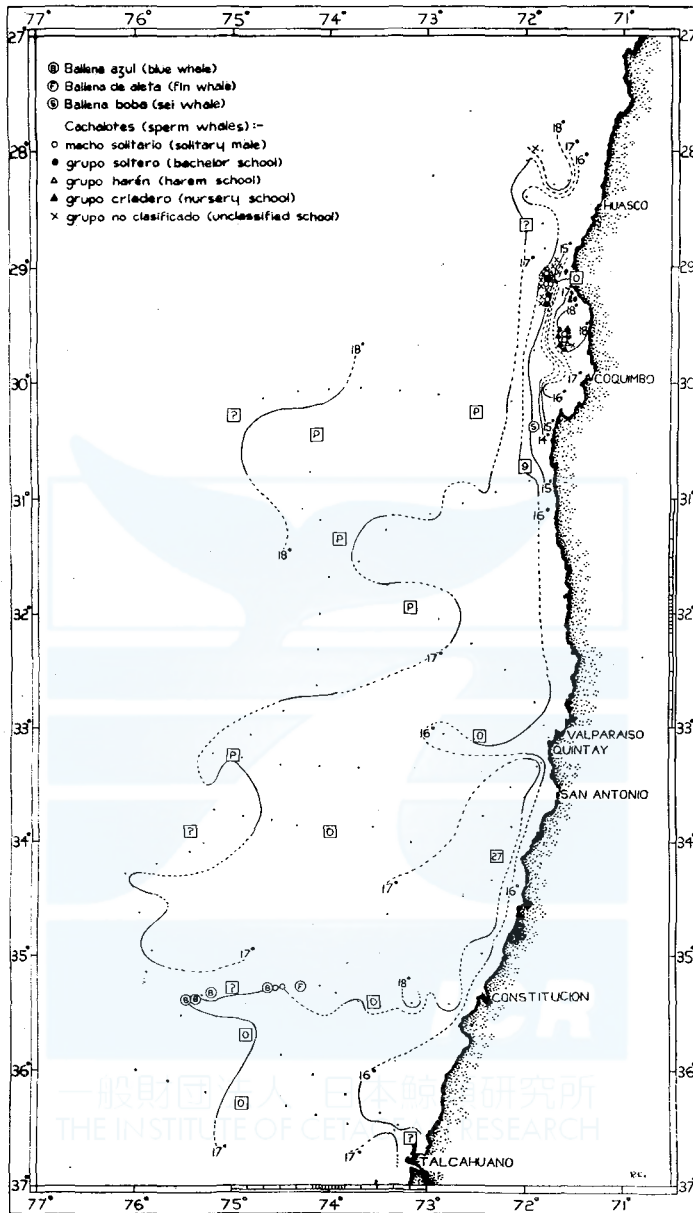 77° 76° 75° 74° 73° 72° 71°
27° 27°
Ⓑ Ballena azul (blue whale)
Ⓕ Ballena de aleta (fin whale)
Ⓢ Ballena boba (sei whale)
Cachalotes (sperm whales):-
○ macho solitario (solitary male)
● grupo soltero (bachelor school)
△ grupo harén (harem school)
▲ grupo criadero (nursery school)
× grupo no clasificado (unclassified school)
18°
17°
16°
28° 28°
HUASCO
?
15°
17°
29° 29°
O
17°
18°
18°
18°
17°
30° COQUIMBO 30°
16°
? P P
S
15°
14°
9
15°
31° 31°
16°
P
18°
P
32° 32°
17°
33° 16° O VALPARAISO 33°
QUINTAY
P
SAN ANTONIO
? O
34° 27 34°
17° 16°
35° 17° 35°
B B B ? B F O 18°
CONSTITUCION
ICR
O
36° 16° 36°
一般財団法人 日本鯨類研究所
O
THE INSTITUTE OF CETACEAN RESEARCH
?
17° 17°
TALCAHUANO
P.C.
37° 37°
77° 76° 75° 74° 73° 72° 71°